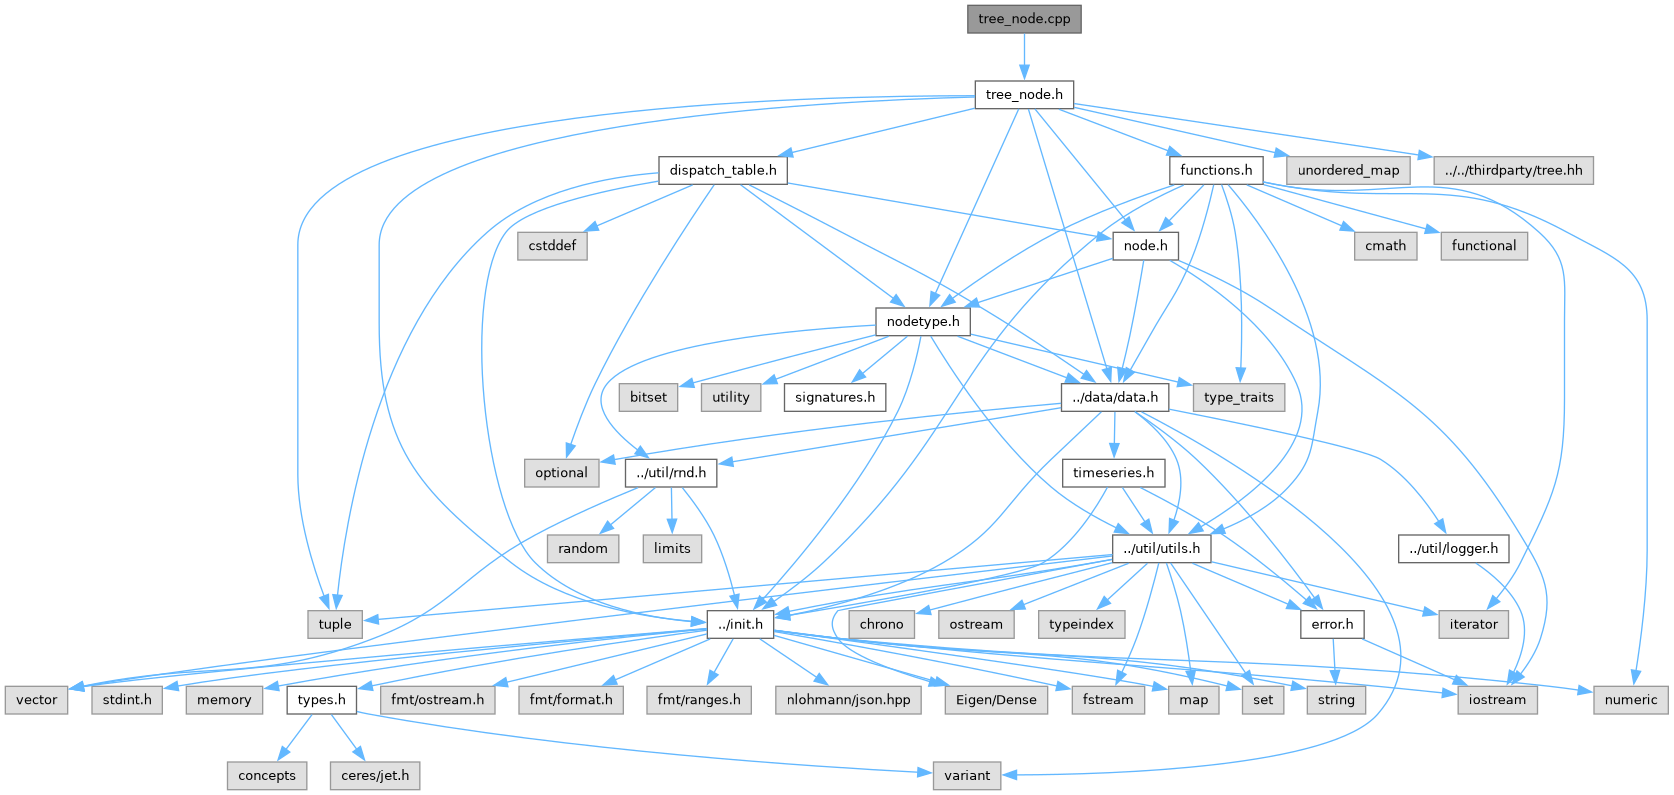 tree_node.cpp
tree_node.h
dispatch_table.h
functions.h
unordered_map
../../thirdparty/tree.hh
cstddef
node.h
cmath
functional
nodetype.h
bitset
utility
signatures.h
../data/data.h
type_traits
optional
../util/rnd.h
timeseries.h
random
limits
../util/utils.h
../util/logger.h
tuple
../init.h
chrono
ostream
typeindex
error.h
iterator
vector
stdint.h
memory
types.h
fmt/ostream.h
fmt/format.h
fmt/ranges.h
nlohmann/json.hpp
Eigen/Dense
fstream
map
set
string
iostream
numeric
concepts
ceres/jet.h
variant